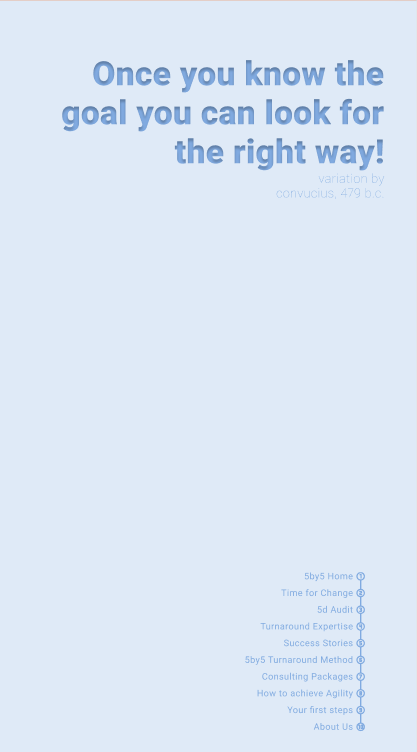 Once you know the
goal you can look for
the right way!
variation by
convucius, 479 b.c.
5by5 Home 1
Time for Change 2
5d Audit 3
Turnaround Expertise 4
Success Stories 5
5by5 Turnaround Method 6
Consulting Packages 7
How to achieve Agility 8
Your first steps 9
About Us 10